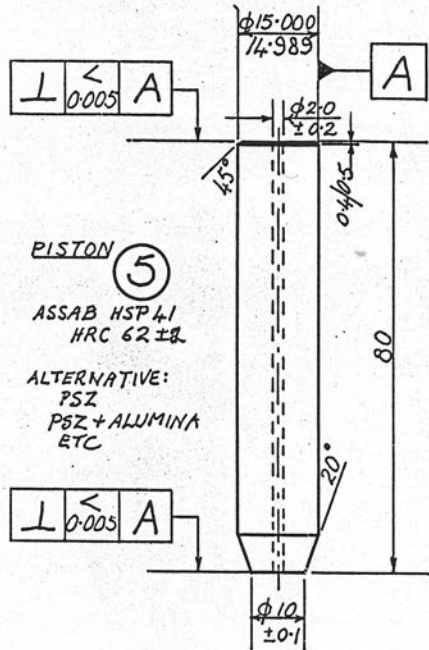 φ15.000
14.989
A
⊥ < 0.005 A
φ2.0
±0.2
45°
0.4/0.5
PISTON 5
ASSAB HSP 41
HRC 62 ±2
80
ALTERNATIVE:
PSZ
PSZ + ALUMINA
ETC
20°
⊥ < 0.005 A
φ10
±0.1